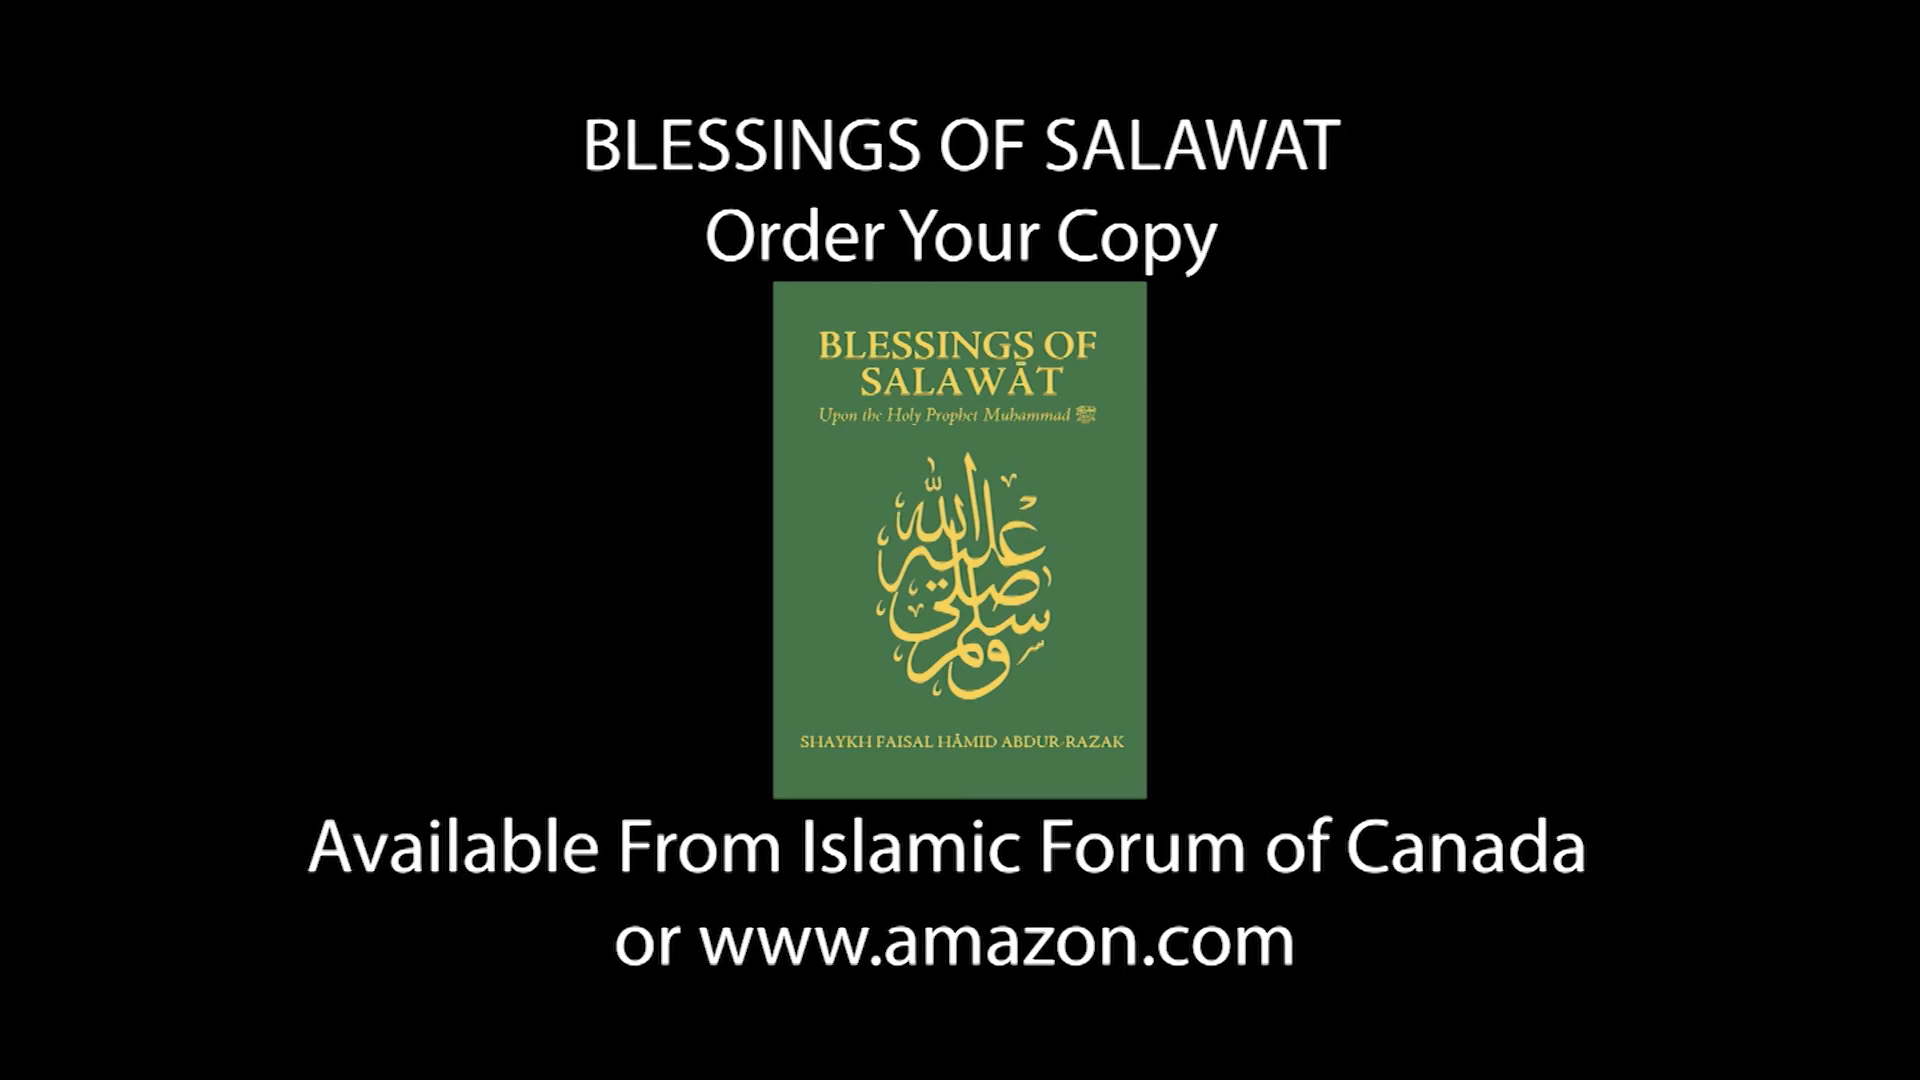 BLESSINGS OF SALAWAT
Order Your Copy
BLESSINGS OF
SALAWĀT
Upon the Holy Prophet Muhammad ﷺ
صلى الله عليه وسلم
SHAYKH FAISAL HĀMID ABDUR-RAZAK
Available From Islamic Forum of Canada
or www.amazon.com